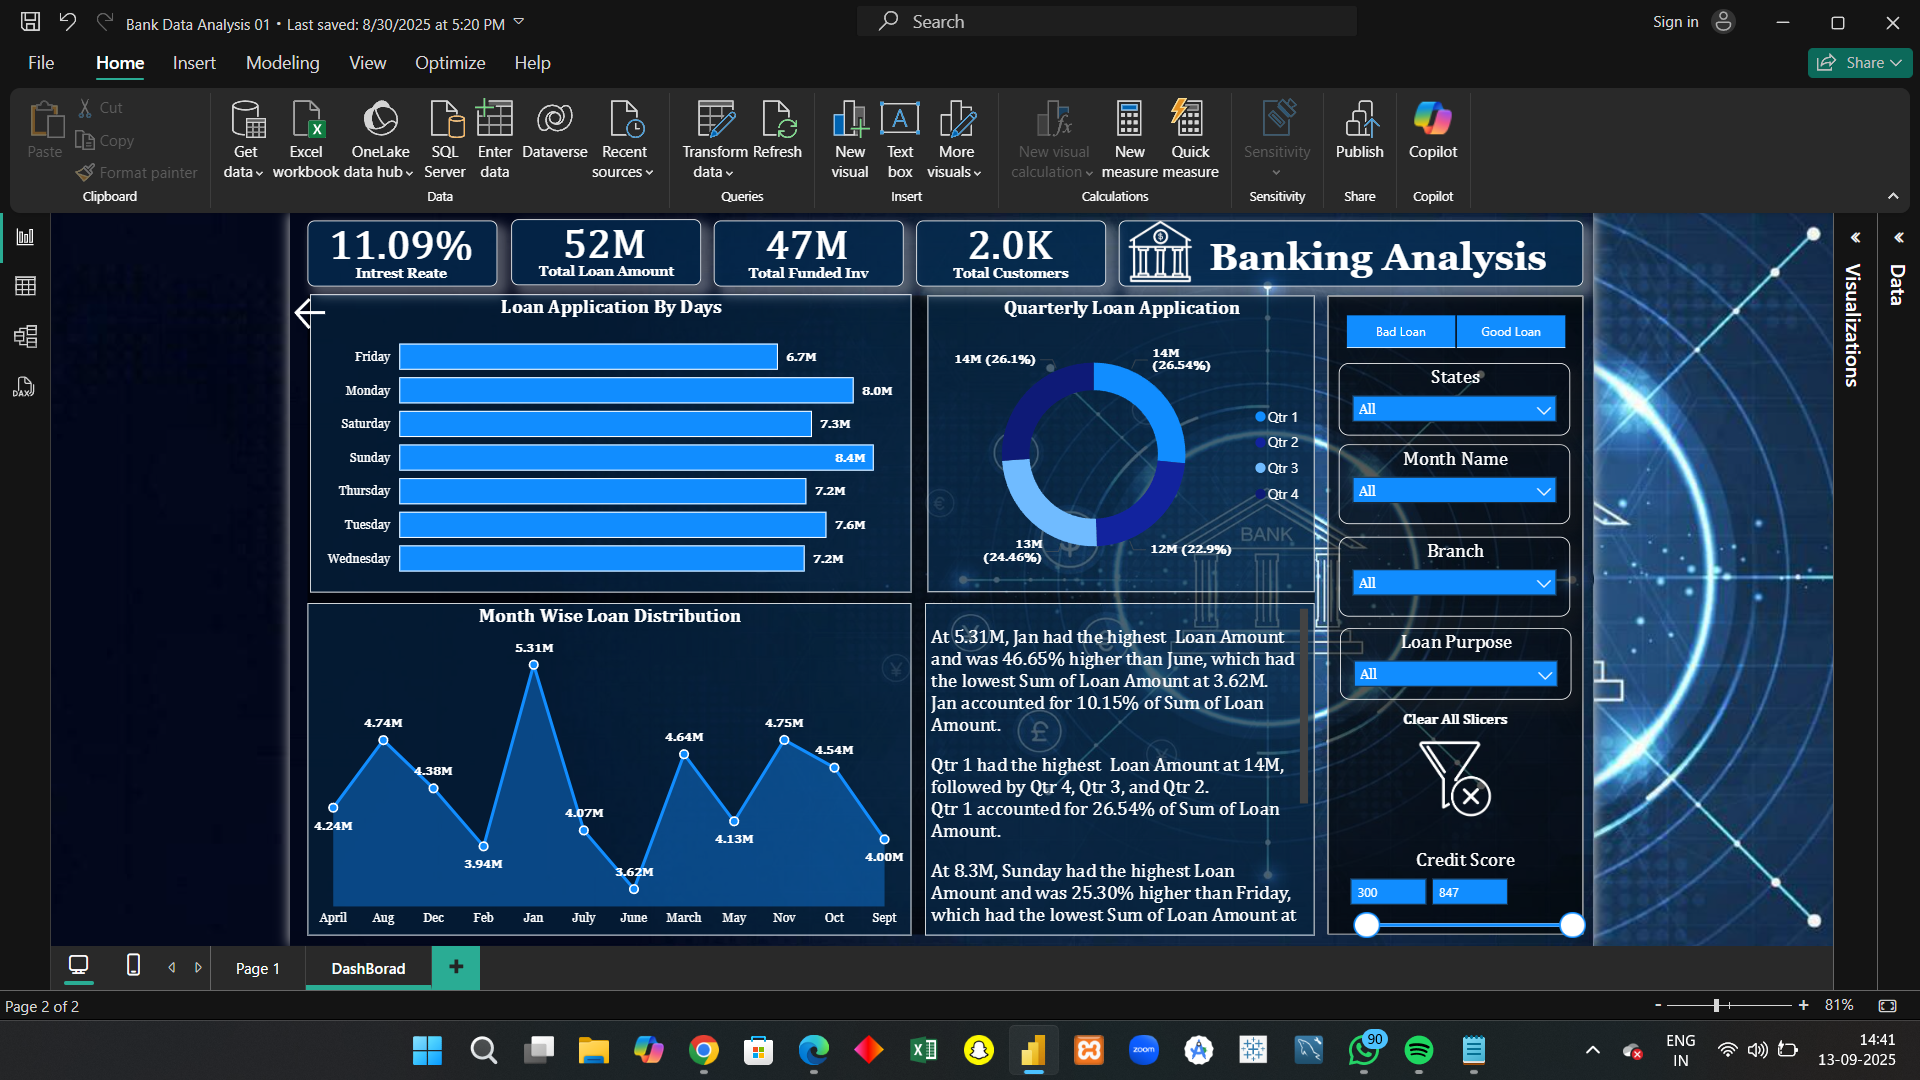 Bank Data Analysis 01 • Last saved: 8/30/2025 at 5:20 PM
Search
Sign in
File Home Insert Modeling View Optimize Help
Share
Paste
Cut
Copy
Format painter
Clipboard
Get data
Excel workbook
OneLake data hub
SQL Server
Enter data
Dataverse
Recent sources
Data
Transform data
Refresh
Queries
New visual
Text box
More visuals
Insert
New visual calculation
New measure
Quick measure
Calculations
Sensitivity
Sensitivity
Publish
Share
Copilot
Copilot
11.09%
Intrest Reate
52M
Total Loan Amount
47M
Total Funded Inv
2.0K
Total Customers
Banking Analysis
Loan Application By Days
Friday 6.7M
Monday 8.0M
Saturday 7.3M
Sunday 8.4M
Thursday 7.2M
Tuesday 7.6M
Wednesday 7.2M
Quarterly Loan Application
14M (26.1%)
14M
(26.54%)
13M
(24.46%)
12M (22.9%)
Qtr 1
Qtr 2
Qtr 3
Qtr 4
BANK
Bad Loan Good Loan
States
All
Month Name
All
Branch
All
Loan Purpose
All
Clear All Slicers
Credit Score
300 847
Month Wise Loan Distribution
4.24M
4.74M
4.38M
3.94M
5.31M
4.07M
3.62M
4.64M
4.13M
4.75M
4.54M
4.00M
April Aug Dec Feb Jan July June March May Nov Oct Sept
At 5.31M, Jan had the highest Loan Amount
and was 46.65% higher than June, which had
the lowest Sum of Loan Amount at 3.62M.
Jan accounted for 10.15% of Sum of Loan
Amount.
Qtr 1 had the highest Loan Amount at 14M,
followed by Qtr 4, Qtr 3, and Qtr 2.
Qtr 1 accounted for 26.54% of Sum of Loan
Amount.
At 8.3M, Sunday had the highest Loan
Amount and was 25.30% higher than Friday,
which had the lowest Sum of Loan Amount at
Visualizations
Data
DAX
Page 1
DashBorad
Page 2 of 2
81%
zoom
90
ENG
IN
14:41
13-09-2025